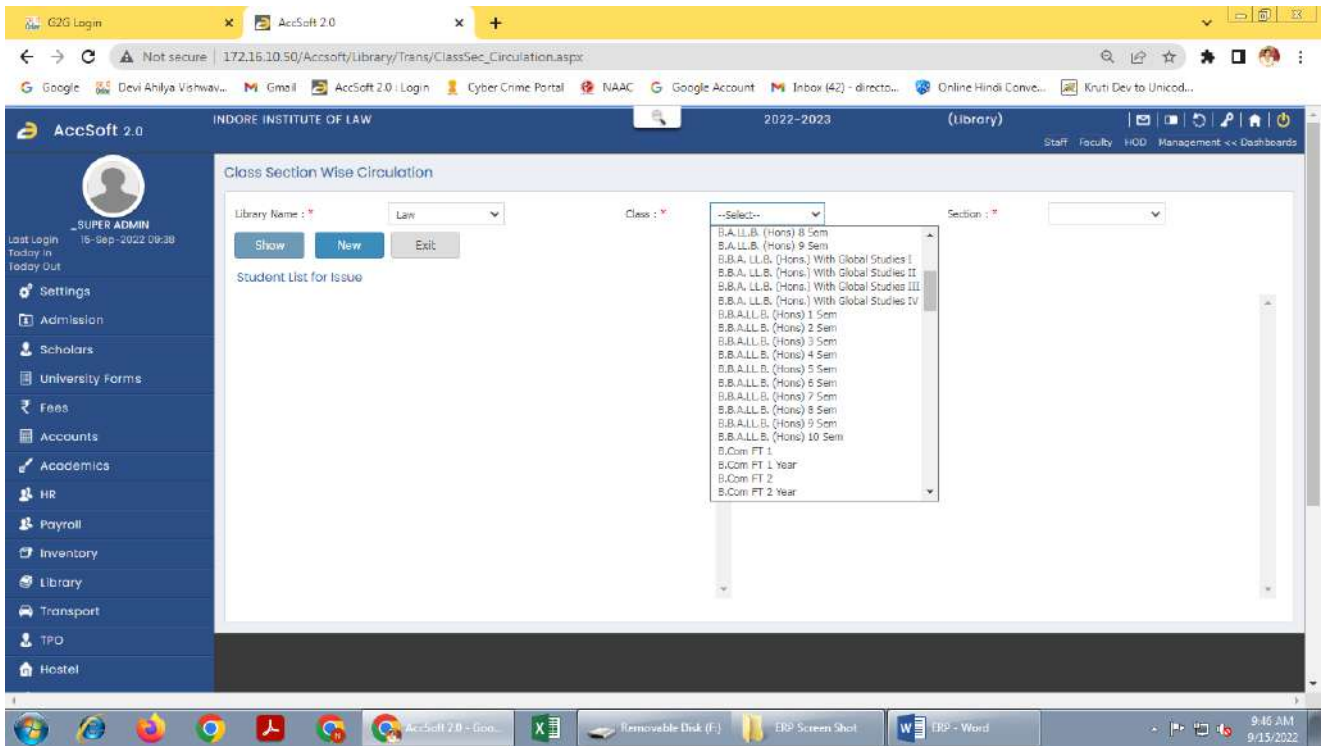 G2G Login
AccSoft 2.0
Not secure | 172.16.10.50/Accsoft/Library/Trans/ClassSec_Circulation.aspx
Google Devi Ahilya Vishwav... Gmail AccSoft 2.0 : Login Cyber Crime Portal NAAC Google Account Inbox (42) - directo... Online Hindi Conve... Kruti Dev to Unicod...
AccSoft 2.0
INDORE INSTITUTE OF LAW 2022-2023 (Library)
Staff Faculty HOD Management << Dashboards
_SUPER ADMIN
Last Login 15-Sep-2022 09:38
Today In
Today Out
Settings
Admission
Scholars
University Forms
Fees
Accounts
Academics
HR
Payroll
Inventory
Library
Transport
TPO
Hostel
Class Section Wise Circulation
Library Name : * Law Class : * --Select-- Section : *
Show New Exit
Student List for Issue
B.A.LL.B. (Hons) 8 Sem
B.A.LL.B. (Hons) 9 Sem
B.B.A. LL.B. (Hons.) With Global Studies I
B.B.A. LL.B. (Hons.) With Global Studies II
B.B.A. LL.B. (Hons.) With Global Studies III
B.B.A. LL.B. (Hons.) With Global Studies IV
B.B.A.LL.B. (Hons) 1 Sem
B.B.A.LL.B. (Hons) 2 Sem
B.B.A.LL.B. (Hons) 3 Sem
B.B.A.LL.B. (Hons) 4 Sem
B.B.A.LL.B. (Hons) 5 Sem
B.B.A.LL.B. (Hons) 6 Sem
B.B.A.LL.B. (Hons) 7 Sem
B.B.A.LL.B. (Hons) 8 Sem
B.B.A.LL.B. (Hons) 9 Sem
B.B.A.LL.B. (Hons) 10 Sem
B.Com FT 1
B.Com FT 1 Year
B.Com FT 2
B.Com FT 2 Year
AccSoft 2.0 - Goo... Removable Disk (F:) ERP Screen Shot ERP - Word
9:46 AM
9/15/2022